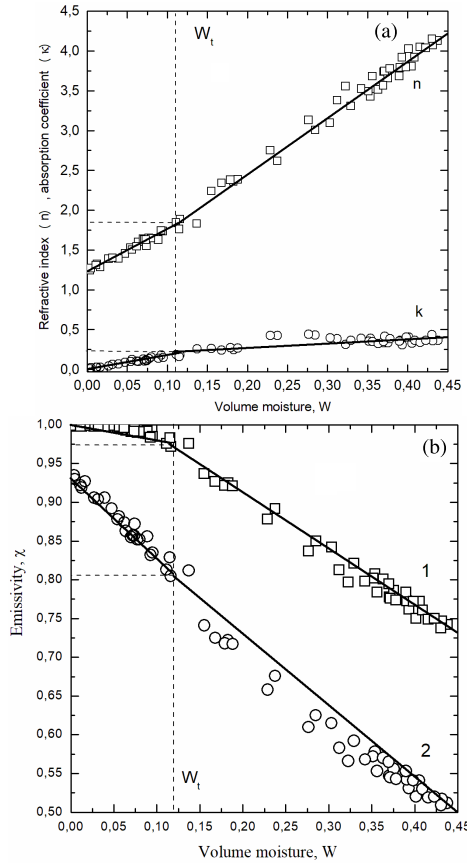 W_t
(a)
n
k
Refractive index ( n ) , absorption coefficient ( κ )
4,5
4,0
3,5
3,0
2,5
2,0
1,5
1,0
0,5
0,0
0,00 0,05 0,10 0,15 0,20 0,25 0,30 0,35 0,40 0,45
Volume moisture, W
(b)
1
2
W_t
Emissivity, χ
1,00
0,95
0,90
0,85
0,80
0,75
0,70
0,65
0,60
0,55
0,50
0,00 0,05 0,10 0,15 0,20 0,25 0,30 0,35 0,40 0,45
Volume moisture, W